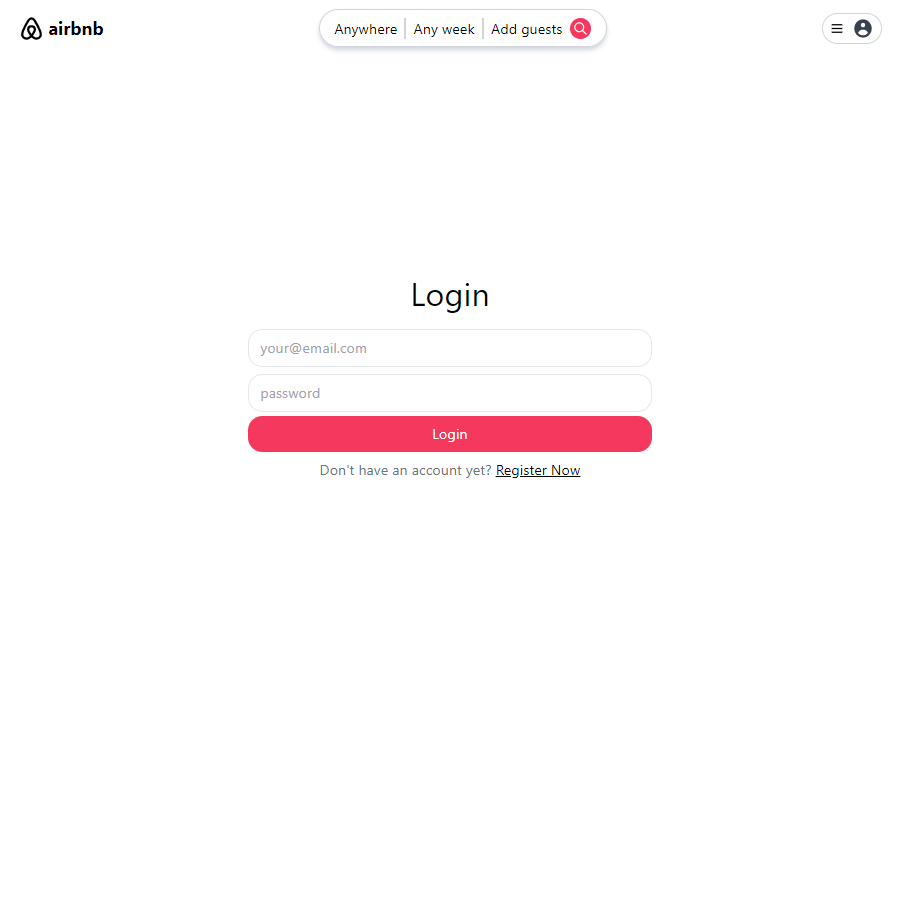 airbnb
Anywhere Any week Add guests
Login
your@email.com
password
Login
Don't have an account yet? Register Now